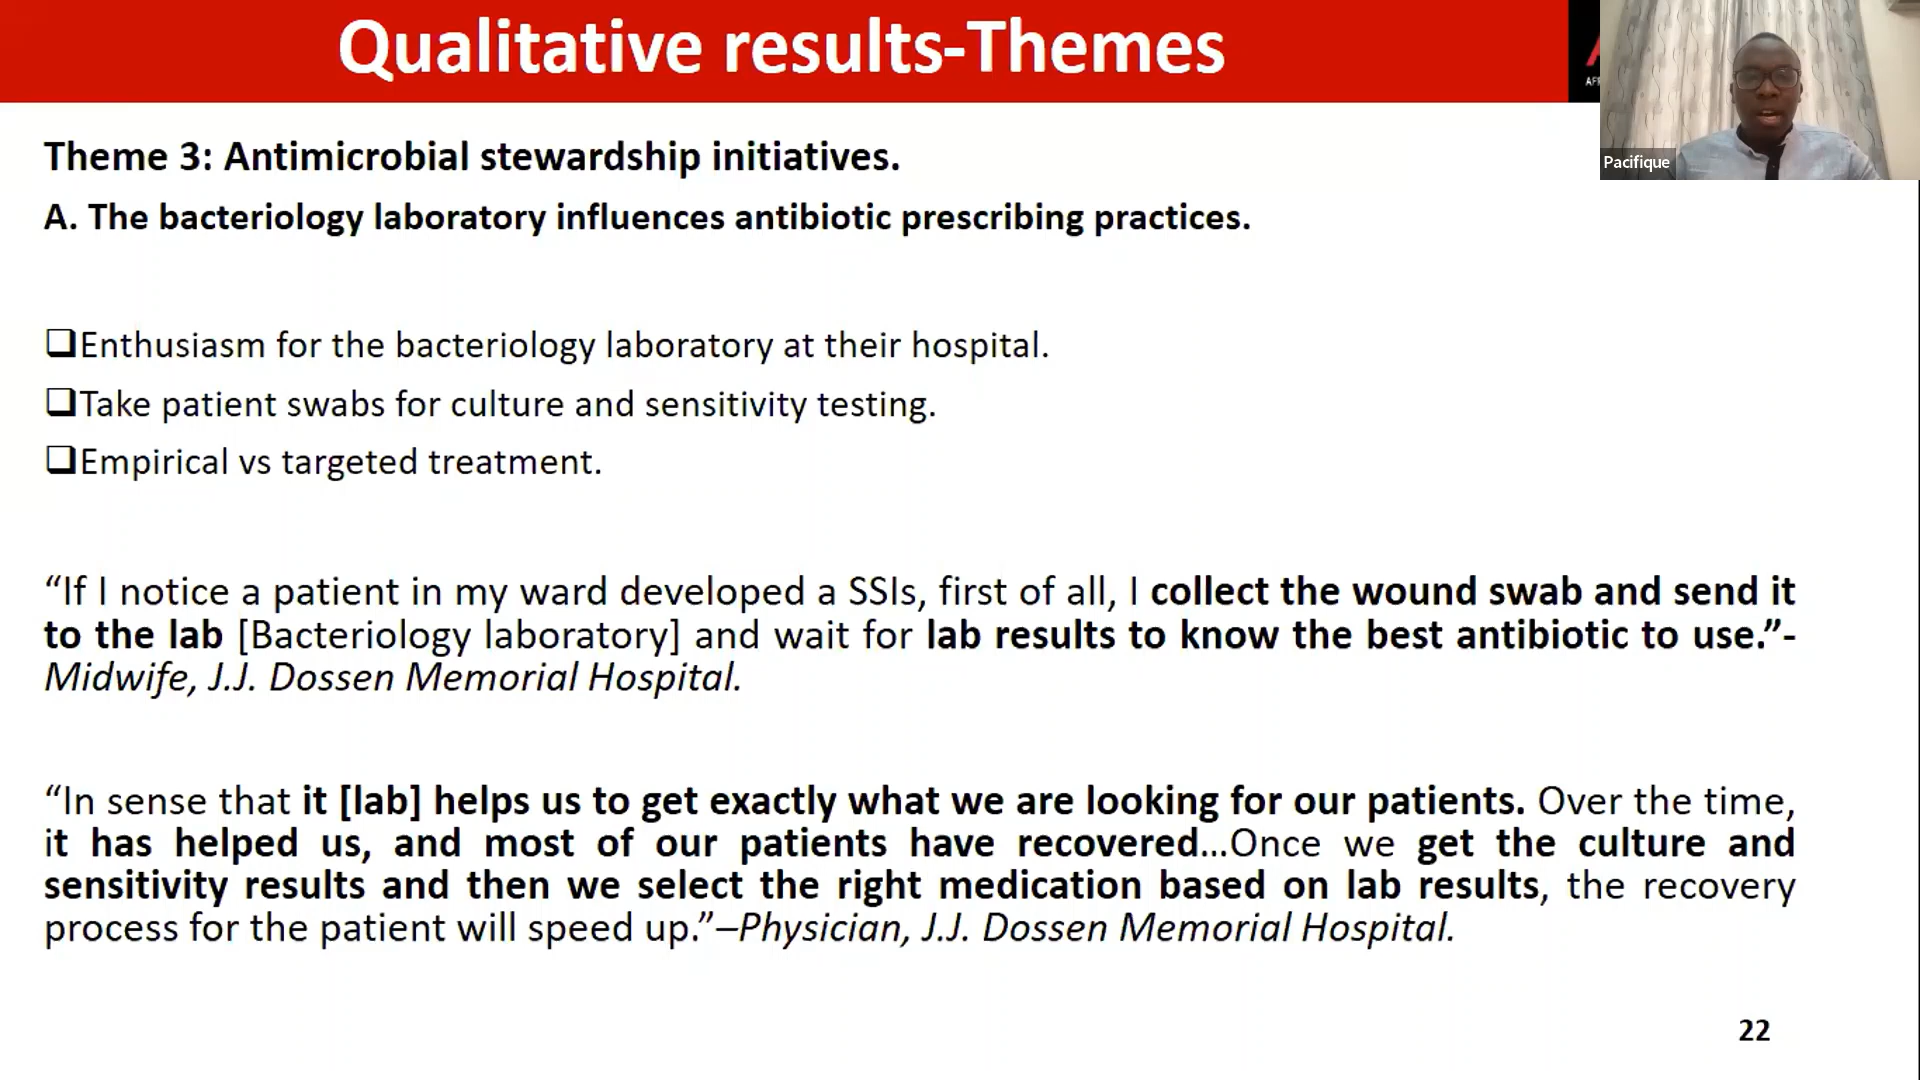 Qualitative results-Themes
AFR
Pacifique
Theme 3: Antimicrobial stewardship initiatives.
A. The bacteriology laboratory influences antibiotic prescribing practices.
❑Enthusiasm for the bacteriology laboratory at their hospital.
❑Take patient swabs for culture and sensitivity testing.
❑Empirical vs targeted treatment.
“If I notice a patient in my ward developed a SSIs, first of all, I collect the wound swab and send it
to the lab [Bacteriology laboratory] and wait for lab results to know the best antibiotic to use.”-
Midwife, J.J. Dossen Memorial Hospital.
“In sense that it [lab] helps us to get exactly what we are looking for our patients. Over the time,
it has helped us, and most of our patients have recovered…Once we get the culture and
sensitivity results and then we select the right medication based on lab results, the recovery
process for the patient will speed up.”–Physician, J.J. Dossen Memorial Hospital.
22